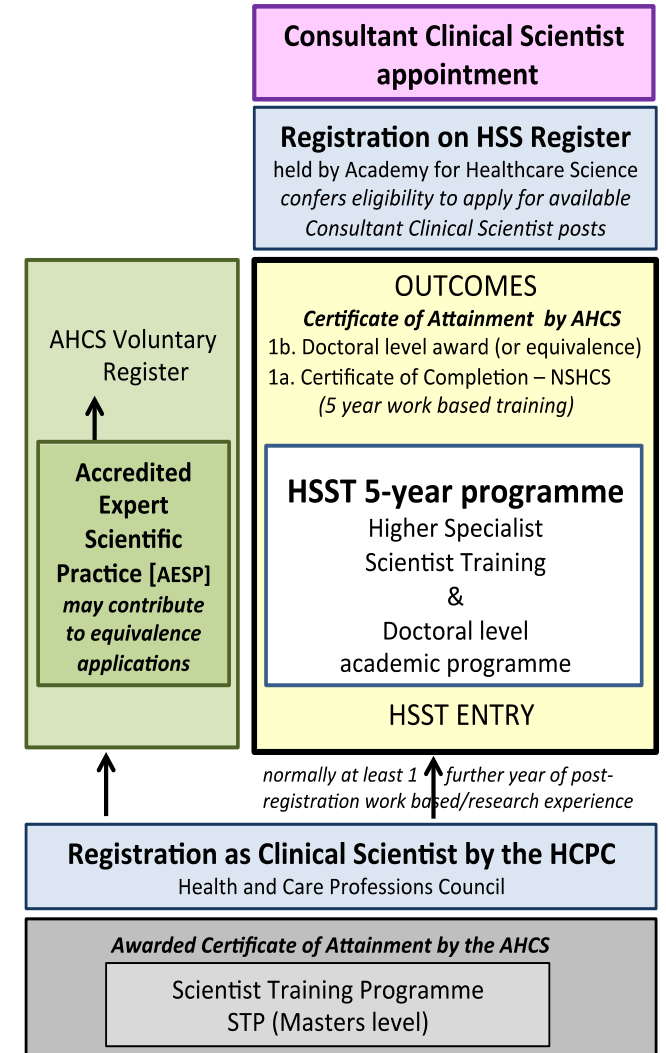 Consultant Clinical Scientist
appointment
Registration on HSS Register
held by Academy for Healthcare Science
confers eligibility to apply for available
Consultant Clinical Scientist posts
AHCS Voluntary
Register
Accredited
Expert
Scientific
Practice [AESP]
may contribute
to equivalence
applications
OUTCOMES
Certificate of Attainment by AHCS
1b. Doctoral level award (or equivalence)
1a. Certificate of Completion – NSHCS
(5 year work based training)
HSST 5-year programme
Higher Specialist
Scientist Training
&
Doctoral level
academic programme
HSST ENTRY
normally at least 1 further year of post-
registration work based/research experience
Registration as Clinical Scientist by the HCPC
Health and Care Professions Council
Awarded Certificate of Attainment by the AHCS
Scientist Training Programme
STP (Masters level)